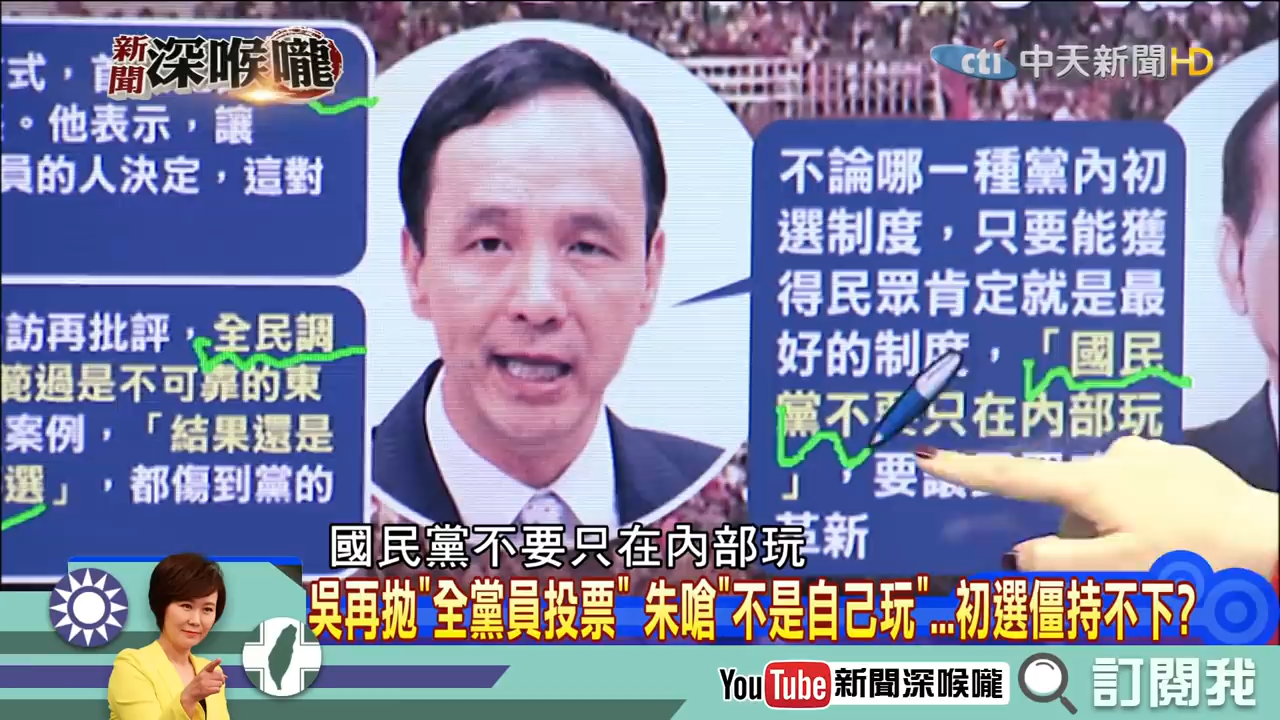 新聞深喉嚨
cti 中天新聞HD
式，首
。他表示，讓
員的人決定，這對
訪再批評，全民調
範過是不可靠的東
案例，「結果還是
選」，都傷到黨的
不論哪一種黨內初
選制度，只要能獲
得民眾肯定就是最
好的制度，「國民
黨不要只在內部玩
」，要讓
革新
國民黨不要只在內部玩
吳再拋"全黨員投票" 朱嗆"不是自己玩"...初選僵持不下?
YouTube 新聞深喉嚨 訂閱我